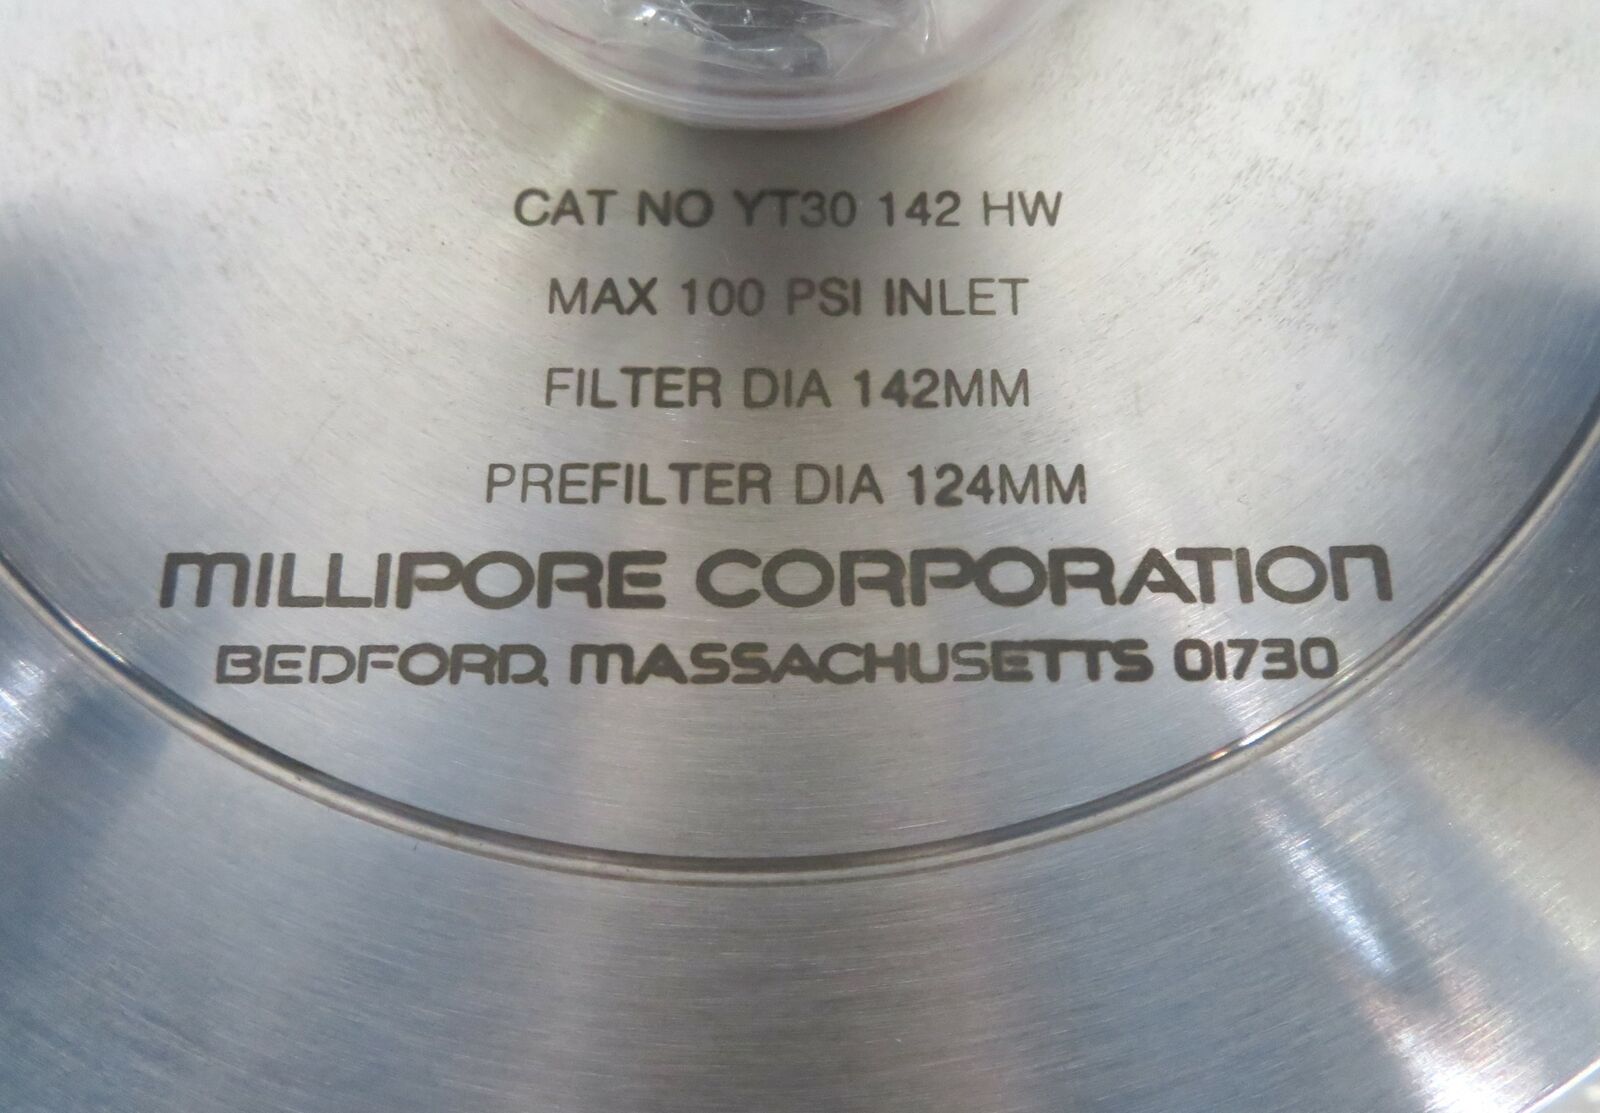 CAT NO YT30 142 HW
MAX 100 PSI INLET
FILTER DIA 142MM
PREFILTER DIA 124MM
MILLIPORE CORPORATION
BEDFORD, MASSACHUSETTS 01730